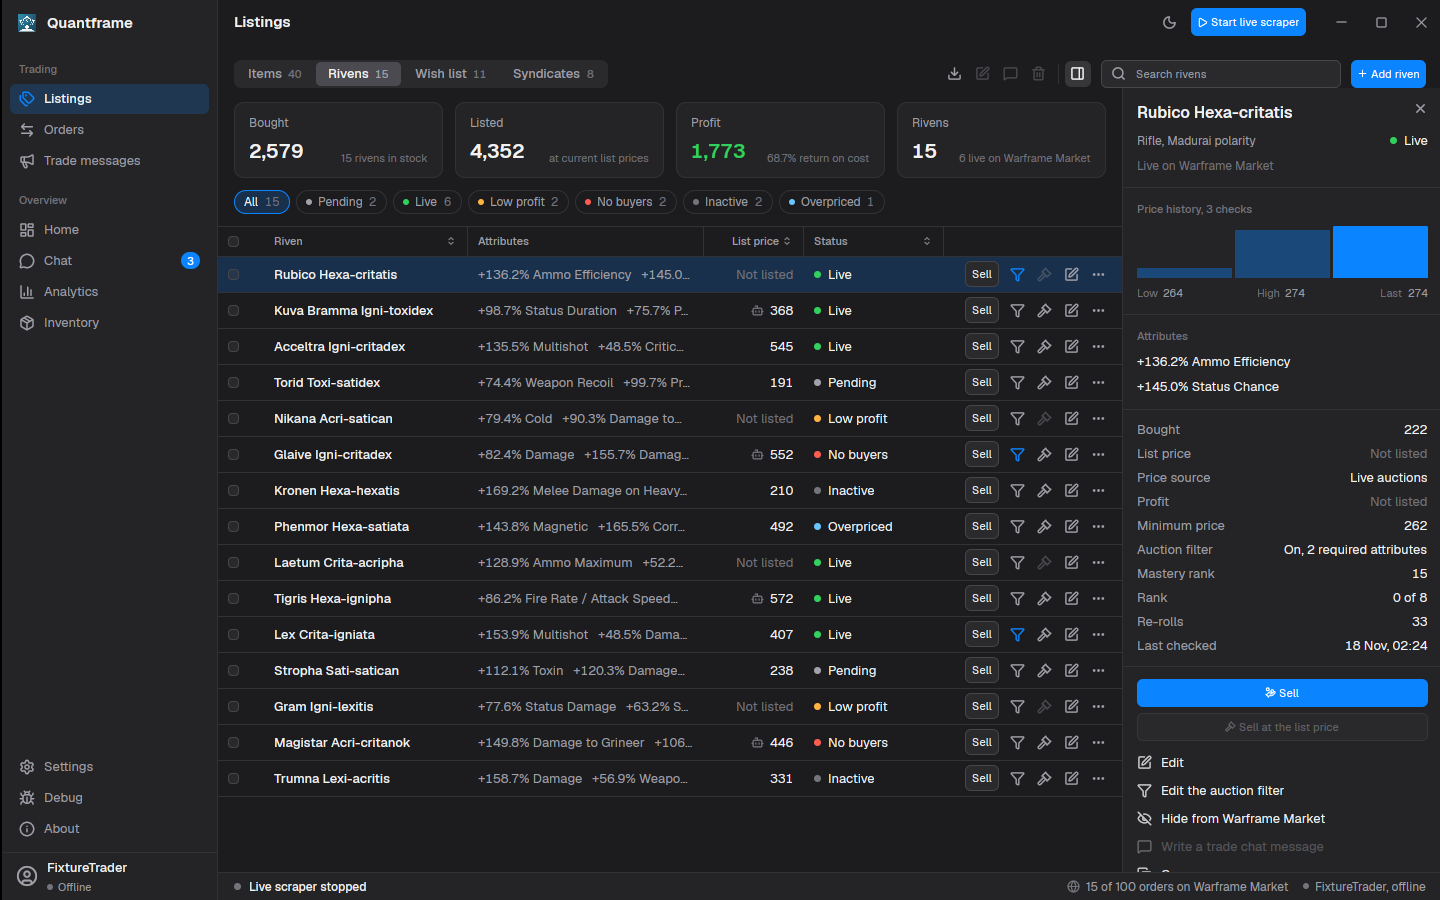 Quantframe
Listings
Start live scraper
Trading
Listings
Orders
Trade messages
Overview
Home
Chat 3
Analytics
Inventory
Settings
Debug
About
FixtureTrader
Offline
Items 40 Rivens 15 Wish list 11 Syndicates 8
Search rivens
+ Add riven
Bought
2,579 15 rivens in stock
Listed
4,352 at current list prices
Profit
1,773 68.7% return on cost
Rivens
15 6 live on Warframe Market
All 15 Pending 2 Live 6 Low profit 2 No buyers 2 Inactive 2 Overpriced 1
Riven Attributes List price Status
Rubico Hexa-critatis +136.2% Ammo Efficiency +145.0... Not listed Live Sell
Kuva Bramma Igni-toxidex +98.7% Status Duration +75.7% P... 368 Live Sell
Acceltra Igni-critadex +135.5% Multishot +48.5% Critic... 545 Live Sell
Torid Toxi-satidex +74.4% Weapon Recoil +99.7% Pr... 191 Pending Sell
Nikana Acri-satican +79.4% Cold +90.3% Damage to... Not listed Low profit Sell
Glaive Igni-critadex +82.4% Damage +155.7% Damag... 552 No buyers Sell
Kronen Hexa-hexatis +169.2% Melee Damage on Heavy... 210 Inactive Sell
Phenmor Hexa-satiata +143.8% Magnetic +165.5% Corr... 492 Overpriced Sell
Laetum Crita-acripha +128.9% Ammo Maximum +52.2... Not listed Live Sell
Tigris Hexa-ignipha +86.2% Fire Rate / Attack Speed... 572 Live Sell
Lex Crita-igniata +153.9% Multishot +48.5% Dama... 407 Live Sell
Stropha Sati-satican +112.1% Toxin +120.3% Damage... 238 Pending Sell
Gram Igni-lexitis +77.6% Status Damage +63.2% S... Not listed Low profit Sell
Magistar Acri-critanok +149.8% Damage to Grineer +106... 446 No buyers Sell
Trumna Lexi-acritis +158.7% Damage +56.9% Weapo... 331 Inactive Sell
Rubico Hexa-critatis
Rifle, Madurai polarity Live
Live on Warframe Market
Price history, 3 checks
Low 264 High 274 Last 274
Attributes
+136.2% Ammo Efficiency
+145.0% Status Chance
Bought 222
List price Not listed
Price source Live auctions
Profit Not listed
Minimum price 262
Auction filter On, 2 required attributes
Mastery rank 15
Rank 0 of 8
Re-rolls 33
Last checked 18 Nov, 02:24
Sell
Sell at the list price
Edit
Edit the auction filter
Hide from Warframe Market
Write a trade chat message
Live scraper stopped
15 of 100 orders on Warframe Market
FixtureTrader, offline